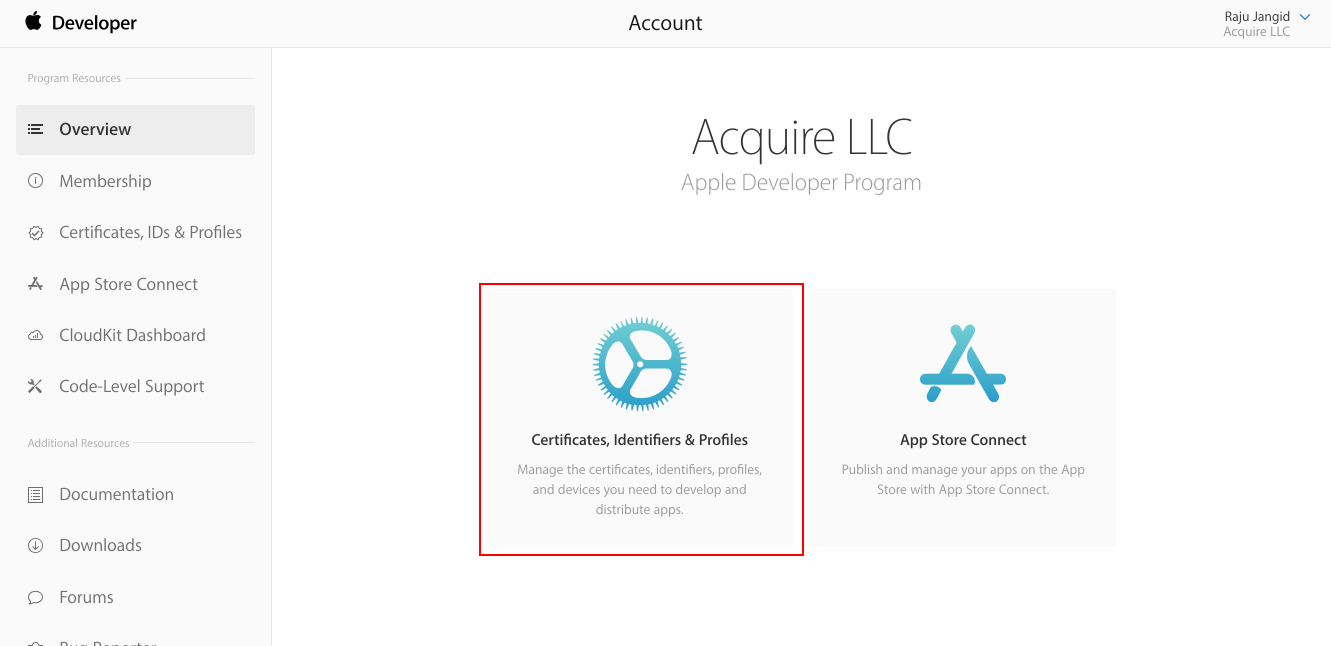 Developer
Account
Raju Jangid
Acquire LLC
Program Resources
Overview
Membership
Certificates, IDs & Profiles
App Store Connect
CloudKit Dashboard
Code-Level Support
Additional Resources
Documentation
Downloads
Forums
Bug Reporter
Acquire LLC
Apple Developer Program
Certificates, Identifiers & Profiles
Manage the certificates, identifiers, profiles,
and devices you need to develop and
distribute apps.
App Store Connect
Publish and manage your apps on the App
Store with App Store Connect.